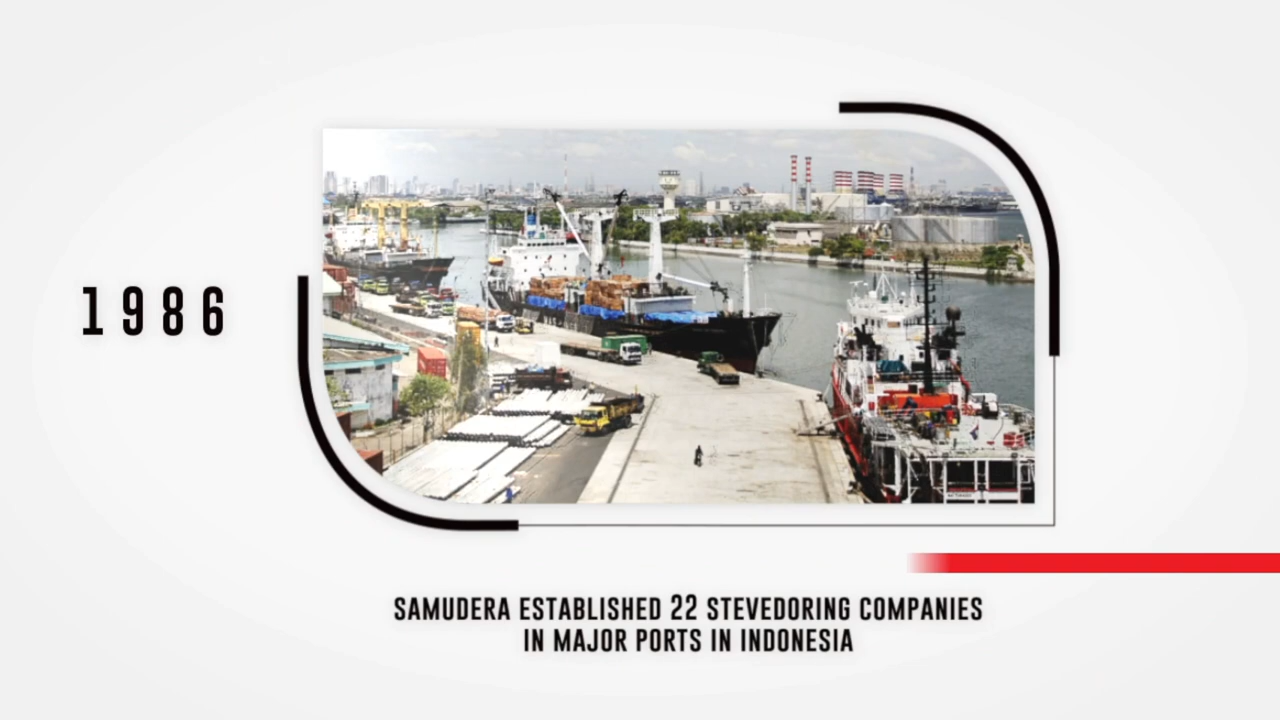 1986
SAMUDERA ESTABLISHED 22 STEVEDORING COMPANIES
IN MAJOR PORTS IN INDONESIA